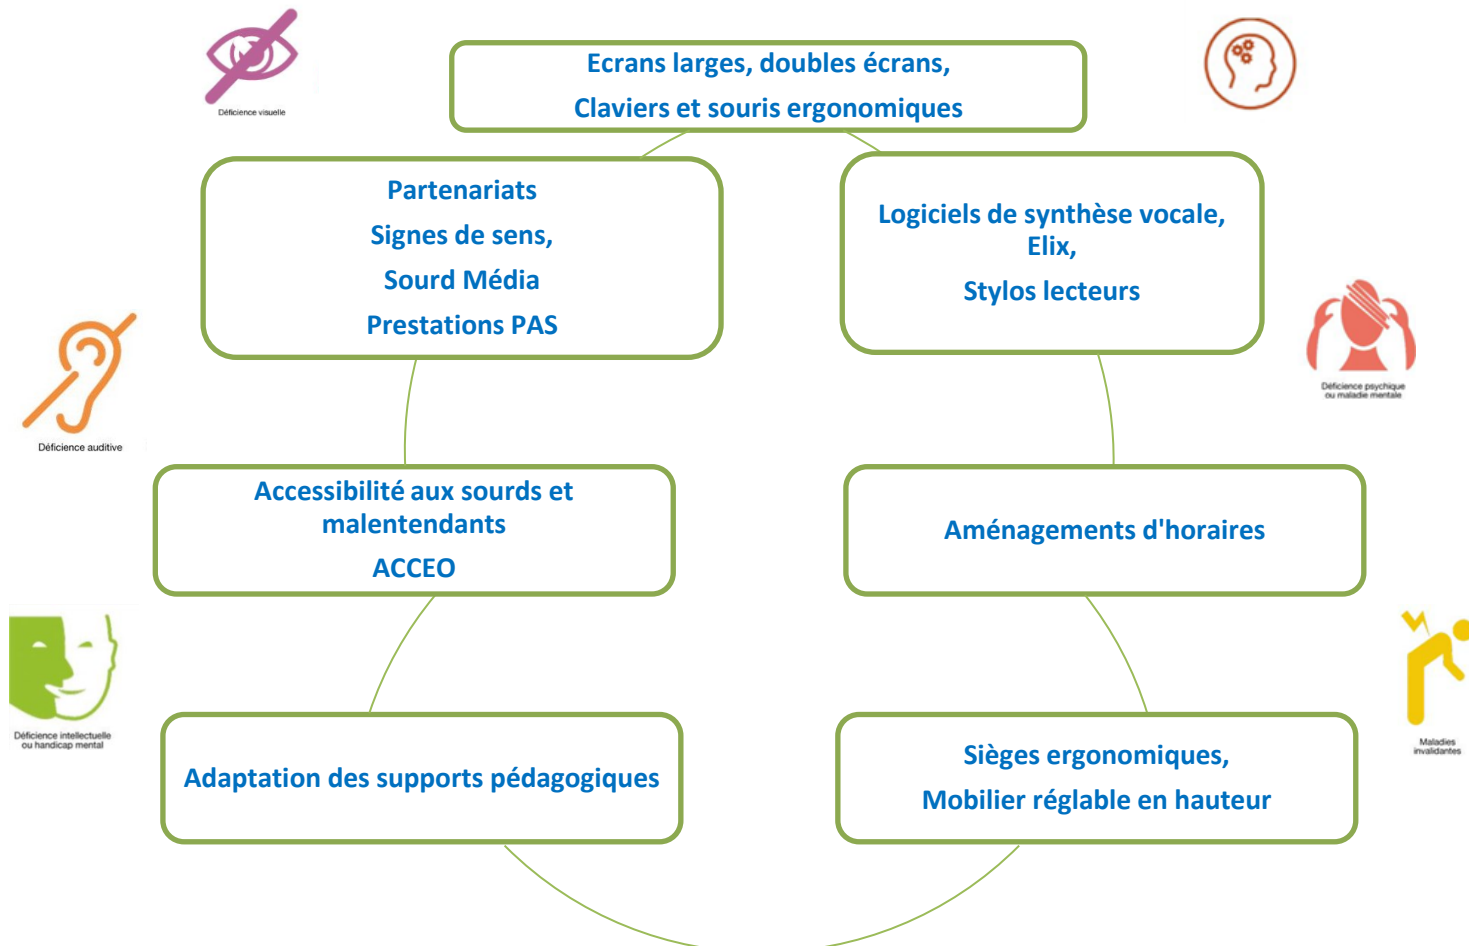 Déficience visuelle
Ecrans larges, doubles écrans,
Claviers et souris ergonomiques
Partenariats
Signes de sens,
Sourd Média
Prestations PAS
Logiciels de synthèse vocale,
Elix,
Stylos lecteurs
Déficience auditive
Déficience psychique
ou maladie mentale
Accessibilité aux sourds et
malentendants
ACCEO
Aménagements d'horaires
Déficience intellectuelle
ou handicap mental
Maladies
invalidantes
Adaptation des supports pédagogiques
Sièges ergonomiques,
Mobilier réglable en hauteur